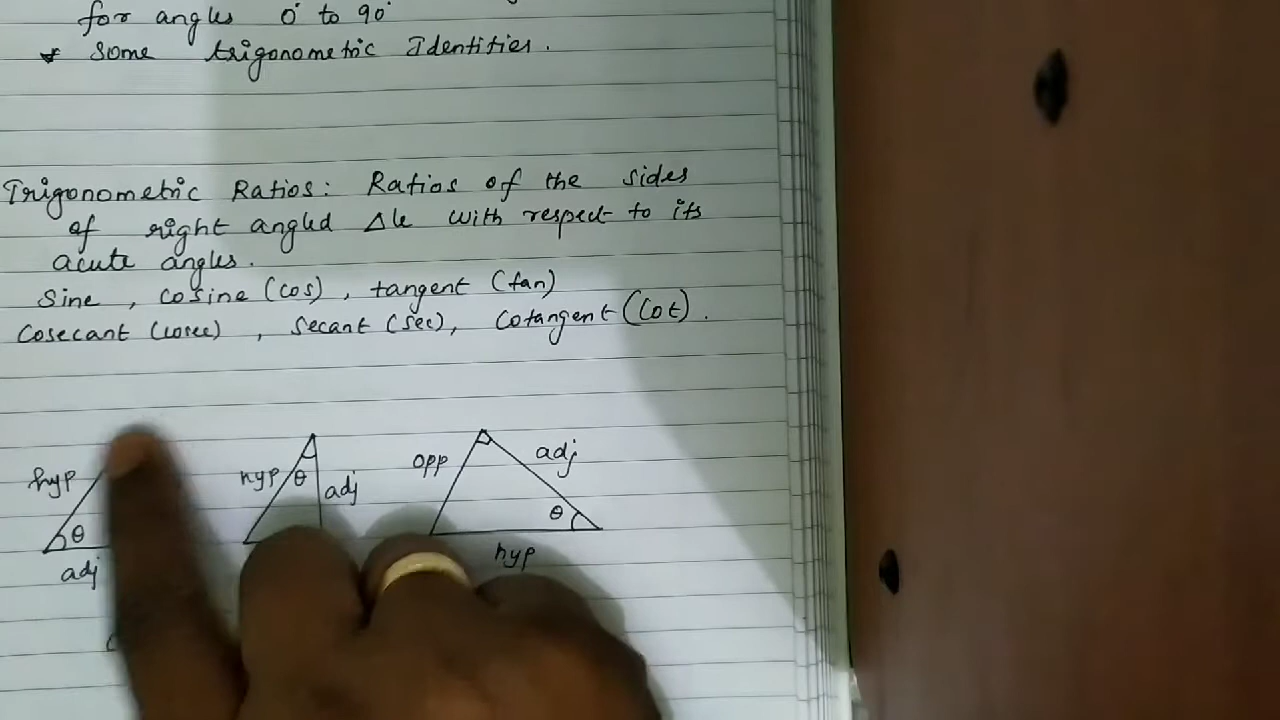 for angles 0° to 90°
* Some trigonometric Identities.
Trigonometric Ratios: Ratios of the sides
of right angled Δle with respect to its
acute angles.
Sine, Cosine (cos), tangent (tan)
Cosecant (cosec), Secant (sec), Cotangent (Cot).
hyp θ adj
hyp θ adj
opp adj θ hyp